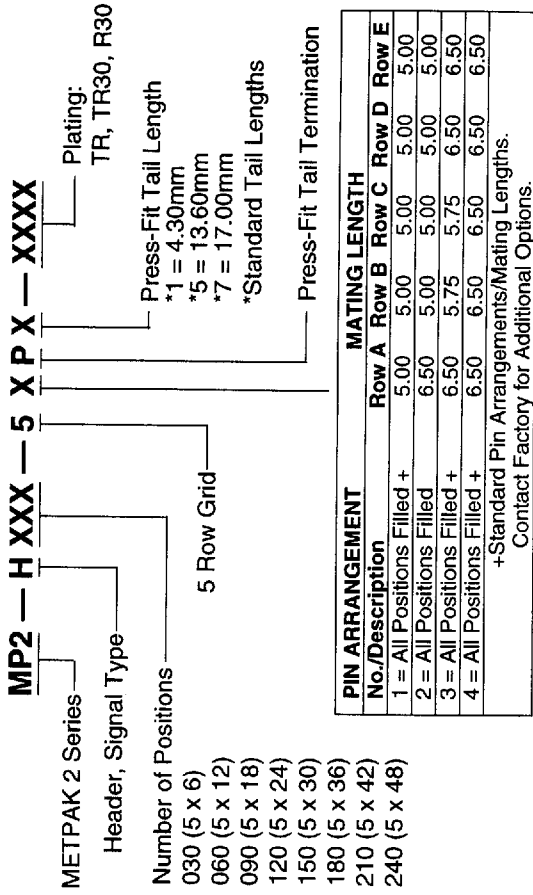 MP2 — H XXX — 5 X P X — XXXX
METPAK 2 Series
Header, Signal Type
Number of Positions
030 (5 x 6)
060 (5 x 12)
090 (5 x 18)
120 (5 x 24)
150 (5 x 30)
180 (5 x 36)
210 (5 x 42)
240 (5 x 48)
5 Row Grid
Plating:
TR, TR30, R30
Press-Fit Tail Length
*1 = 4.30mm
*5 = 13.60mm
*7 = 17.00mm
*Standard Tail Lengths
Press-Fit Tail Termination
PIN ARRANGEMENT MATING LENGTH
No./Description Row A Row B Row C Row D Row E
1 = All Positions Filled + 5.00 5.00 5.00 5.00 5.00
2 = All Positions Filled 6.50 5.00 5.00 5.00 5.00
3 = All Positions Filled + 6.50 5.75 5.75 6.50 6.50
4 = All Positions Filled + 6.50 6.50 6.50 6.50 6.50
+Standard Pin Arrangements/Mating Lengths.
Contact Factory for Additional Options.